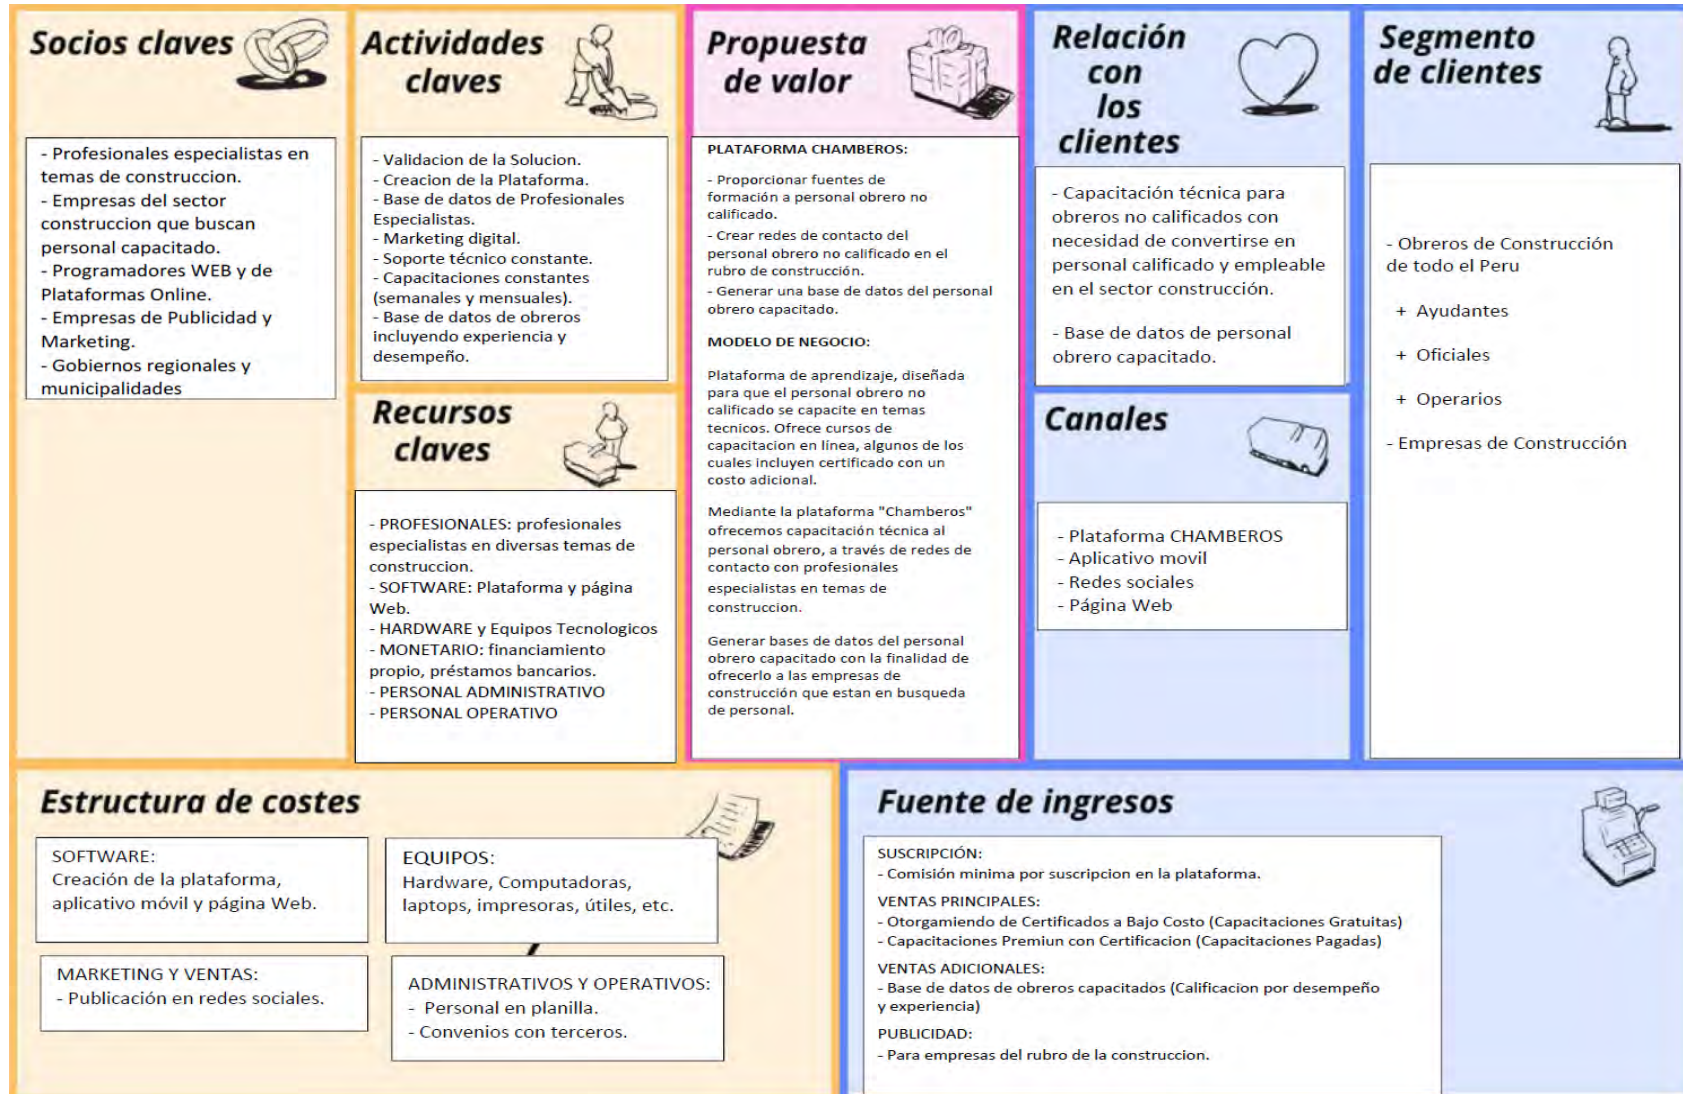 Socios claves
- Profesionales especialistas en
temas de construccion.
- Empresas del sector
construccion que buscan
personal capacitado.
- Programadores WEB y de
Plataformas Online.
- Empresas de Publicidad y
Marketing.
- Gobiernos regionales y
municipalidades
Actividades
claves
- Validacion de la Solucion.
- Creacion de la Plataforma.
- Base de datos de Profesionales
Especialistas.
- Marketing digital.
- Soporte técnico constante.
- Capacitaciones constantes
(semanales y mensuales).
- Base de datos de obreros
incluyendo experiencia y
desempeño.
Recursos
claves
- PROFESIONALES: profesionales
especialistas en diversas temas de
construccion.
- SOFTWARE: Plataforma y página
Web.
- HARDWARE y Equipos Tecnologicos
- MONETARIO: financiamiento
propio, préstamos bancarios.
- PERSONAL ADMINISTRATIVO
- PERSONAL OPERATIVO
Propuesta
de valor
PLATAFORMA CHAMBEROS:
- Proporcionar fuentes de
formación a personal obrero no
calificado.
- Crear redes de contacto del
personal obrero no calificado en el
rubro de construcción.
- Generar una base de datos del personal
obrero capacitado.
MODELO DE NEGOCIO:
Plataforma de aprendizaje, diseñada
para que el personal obrero no
calificado se capacite en temas
tecnicos. Ofrece cursos de
capacitacion en línea, algunos de los
cuales incluyen certificado con un
costo adicional.
Mediante la plataforma "Chamberos"
ofrecemos capacitación técnica al
personal obrero, a través de redes de
contacto con profesionales
especialistas en temas de
construccion.
Generar bases de datos del personal
obrero capacitado con la finalidad de
ofrecerlo a las empresas de
construcción que estan en busqueda
de personal.
Relación
con
los
clientes
- Capacitación técnica para
obreros no calificados con
necesidad de convertirse en
personal calificado y empleable
en el sector construcción.
- Base de datos de personal
obrero capacitado.
Canales
- Plataforma CHAMBEROS
- Aplicativo movil
- Redes sociales
- Página Web
Segmento
de clientes
- Obreros de Construcción
de todo el Peru
+ Ayudantes
+ Oficiales
+ Operarios
- Empresas de Construcción
Estructura de costes
SOFTWARE:
Creación de la plataforma,
aplicativo móvil y página Web.
EQUIPOS:
Hardware, Computadoras,
laptops, impresoras, útiles, etc.
MARKETING Y VENTAS:
- Publicación en redes sociales.
ADMINISTRATIVOS Y OPERATIVOS:
- Personal en planilla.
- Convenios con terceros.
Fuente de ingresos
SUSCRIPCIÓN:
- Comisión minima por suscripcion en la plataforma.
VENTAS PRINCIPALES:
- Otorgamiendo de Certificados a Bajo Costo (Capacitaciones Gratuitas)
- Capacitaciones Premiun con Certificacion (Capacitaciones Pagadas)
VENTAS ADICIONALES:
- Base de datos de obreros capacitados (Calificacion por desempeño
y experiencia)
PUBLICIDAD:
- Para empresas del rubro de la construccion.